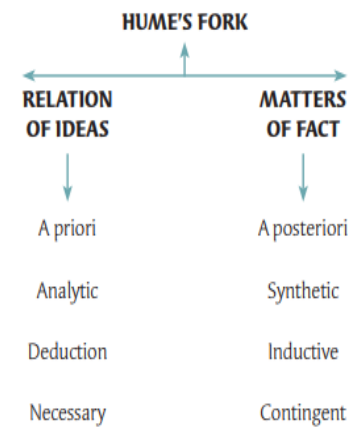 HUME'S FORK
RELATION
OF IDEAS
MATTERS
OF FACT
A priori
A posteriori
Analytic
Synthetic
Deduction
Inductive
Necessary
Contingent